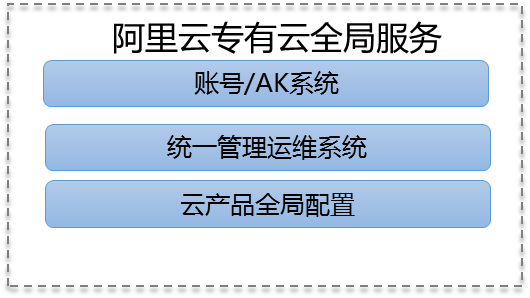 阿里云专有云全局服务
账号/AK系统
统一管理运维系统
云产品全局配置